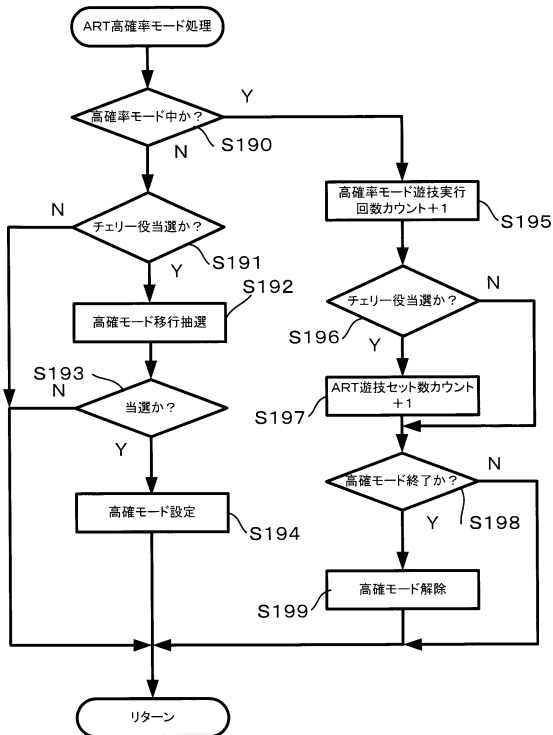 ART高確率モード処理
高確率モード中か？
Y
S190
N
高確率モード遊技実行
回数カウント＋1
S195
N
チェリー役当選か？
S191
Y
チェリー役当選か？
N
S196
Y
S192
高確モード移行抽選
S193
N
当選か？
Y
ART遊技セット数カウント
＋1
S197
高確モード終了か？
N
S198
Y
高確モード設定
S194
高確モード解除
S199
リターン